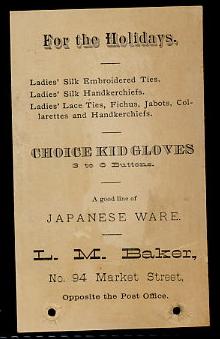 For the Holidays.
Ladies' Silk Embroidered Ties.
Ladies' Silk Handkerchiefs.
Ladies' Lace Ties, Fichus, Jabots, Col-
larettes and Handkerchiefs.
CHOICE KID GLOVES
3 to 6 Buttons.
A good line of
JAPANESE WARE.
L. M. Baker,
No. 94 Market Street,
Opposite the Post Office.